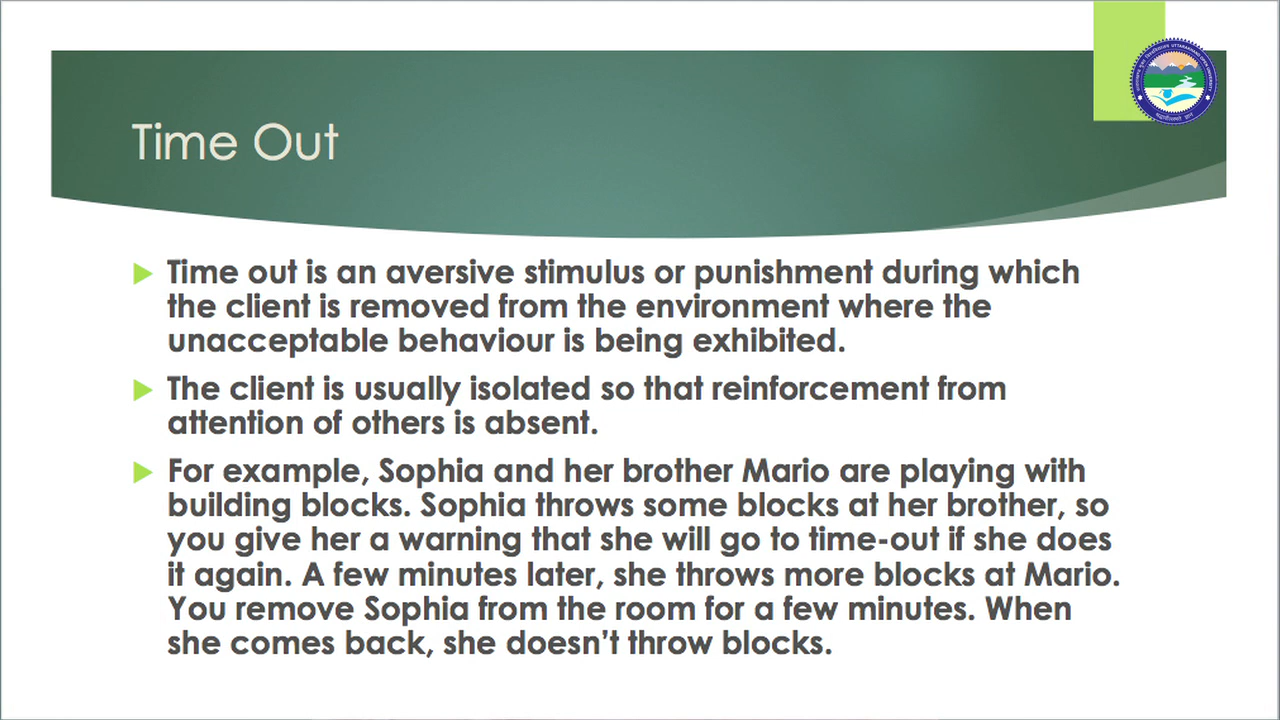 Time Out
Time out is an aversive stimulus or punishment during which
the client is removed from the environment where the
unacceptable behaviour is being exhibited.
The client is usually isolated so that reinforcement from
attention of others is absent.
For example, Sophia and her brother Mario are playing with
building blocks. Sophia throws some blocks at her brother, so
you give her a warning that she will go to time-out if she does
it again. A few minutes later, she throws more blocks at Mario.
You remove Sophia from the room for a few minutes. When
she comes back, she doesn’t throw blocks.